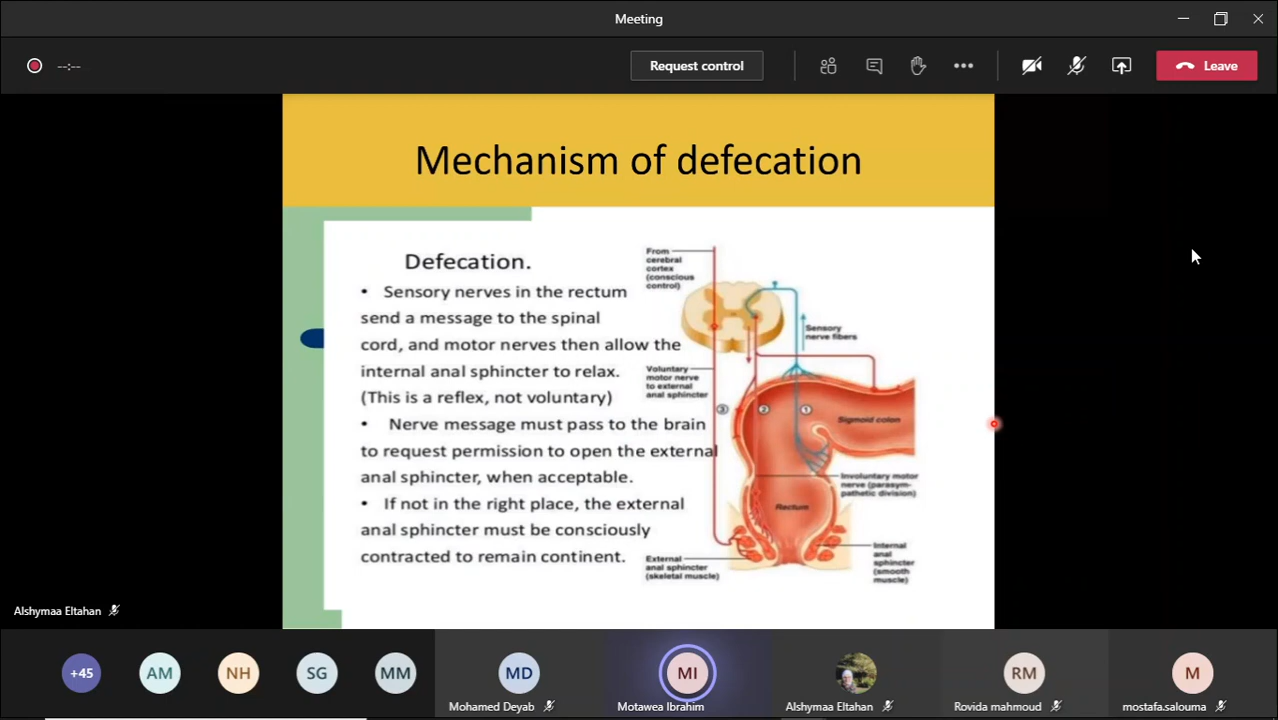 Meeting
--:--
Request control
Leave
Mechanism of defecation
Defecation.
• Sensory nerves in the rectum
send a message to the spinal
cord, and motor nerves then allow the
internal anal sphincter to relax.
(This is a reflex, not voluntary)
• Nerve message must pass to the brain
to request permission to open the external
anal sphincter, when acceptable.
• If not in the right place, the external
anal sphincter must be consciously
contracted to remain continent.
From
cerebral
cortex
(conscious
control)
Sensory
nerve fibers
Voluntary
motor nerve
to external
anal sphincter
3
2
1
Sigmoid colon
Involuntary motor
nerve (parasym-
pathetic division)
Rectum
External
anal sphincter
(skeletal muscle)
Internal
anal
sphincter
(smooth
muscle)
Alshymaa Eltahan
+45
AM
NH
SG
MM
MD
Mohamed Deyab
MI
Motawea Ibrahim
Alshymaa Eltahan
RM
Rovida mahmoud
M
mostafa.salouma